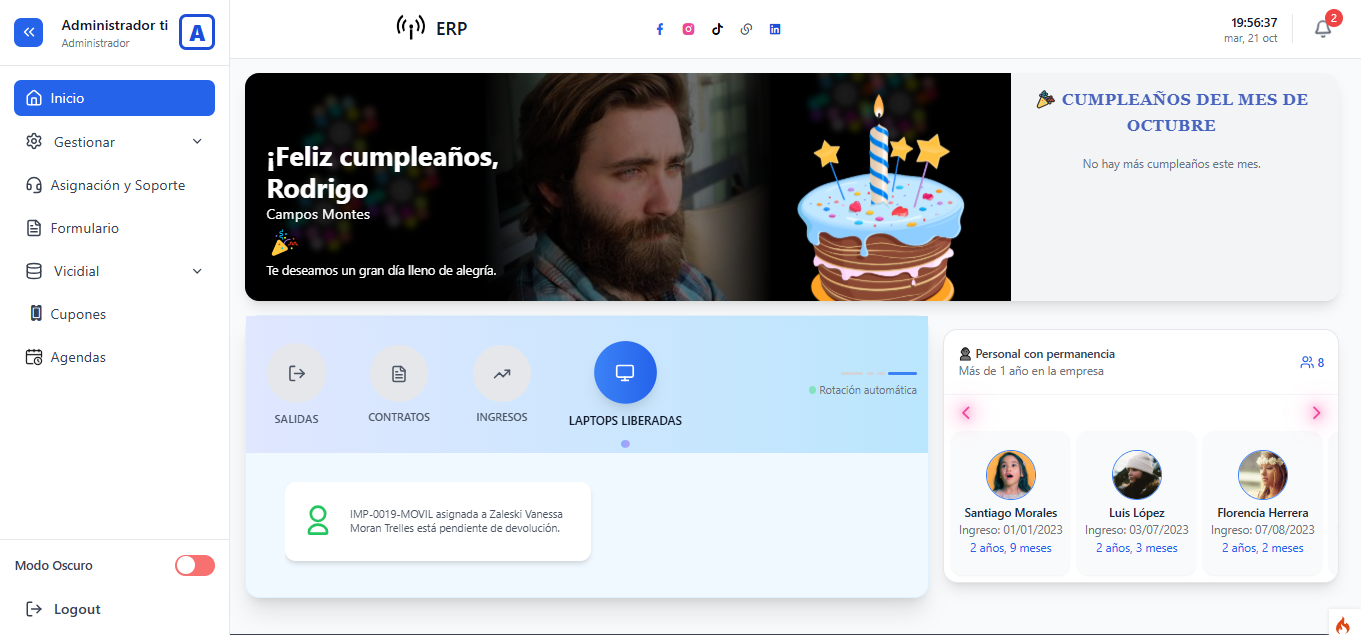 Administrador ti
Administrador
A
ERP
19:56:37
mar, 21 oct
2
Inicio
Gestionar
Asignación y Soporte
Formulario
Vicidial
Cupones
Agendas
Modo Oscuro
Logout
¡Feliz cumpleaños,
Rodrigo
Campos Montes
Te deseamos un gran día lleno de alegría.
CUMPLEAÑOS DEL MES DE
OCTUBRE
No hay más cumpleaños este mes.
SALIDAS
CONTRATOS
INGRESOS
LAPTOPS LIBERADAS
Rotación automática
IMP-0019-MOVIL asignada a Zaleski Vanessa
Moran Trelles está pendiente de devolución.
Personal con permanencia
Más de 1 año en la empresa
8
Santiago Morales
Ingreso: 01/01/2023
2 años, 9 meses
Luis López
Ingreso: 03/07/2023
2 años, 3 meses
Florencia Herrera
Ingreso: 07/08/2023
2 años, 2 meses